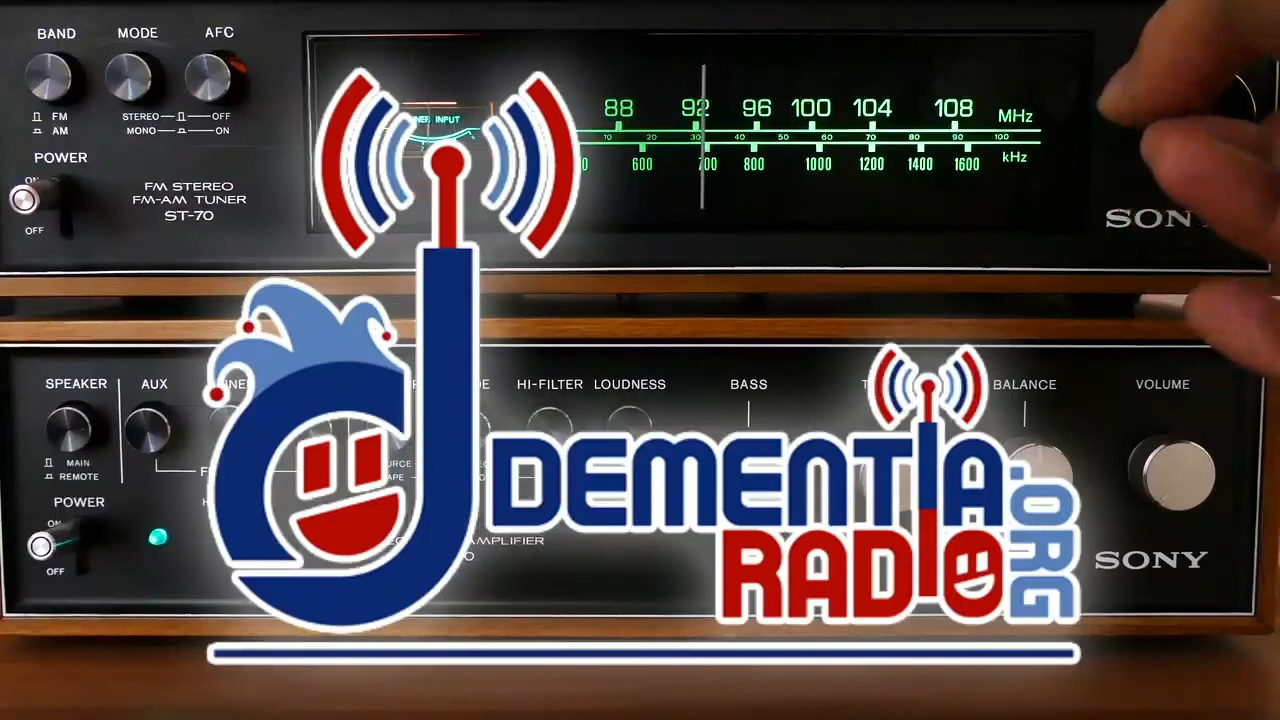 BAND MODE AFC
FM STEREO OFF
AM MONO ON
POWER
ON
OFF
FM STEREO
FM-AM TUNER
ST-70
INPUT
88 92 96 100 104 108 MHz
10 20 30 40 50 60 70 80 90 100
600 700 800 1000 1200 1400 1600 kHz
SON
SPEAKER AUX HI-FILTER LOUDNESS BASS BALANCE VOLUME
MAIN
REMOTE
POWER
ON
OFF
AMPLIFIER
SONY
DEMENTIA
RADIO
.ORG